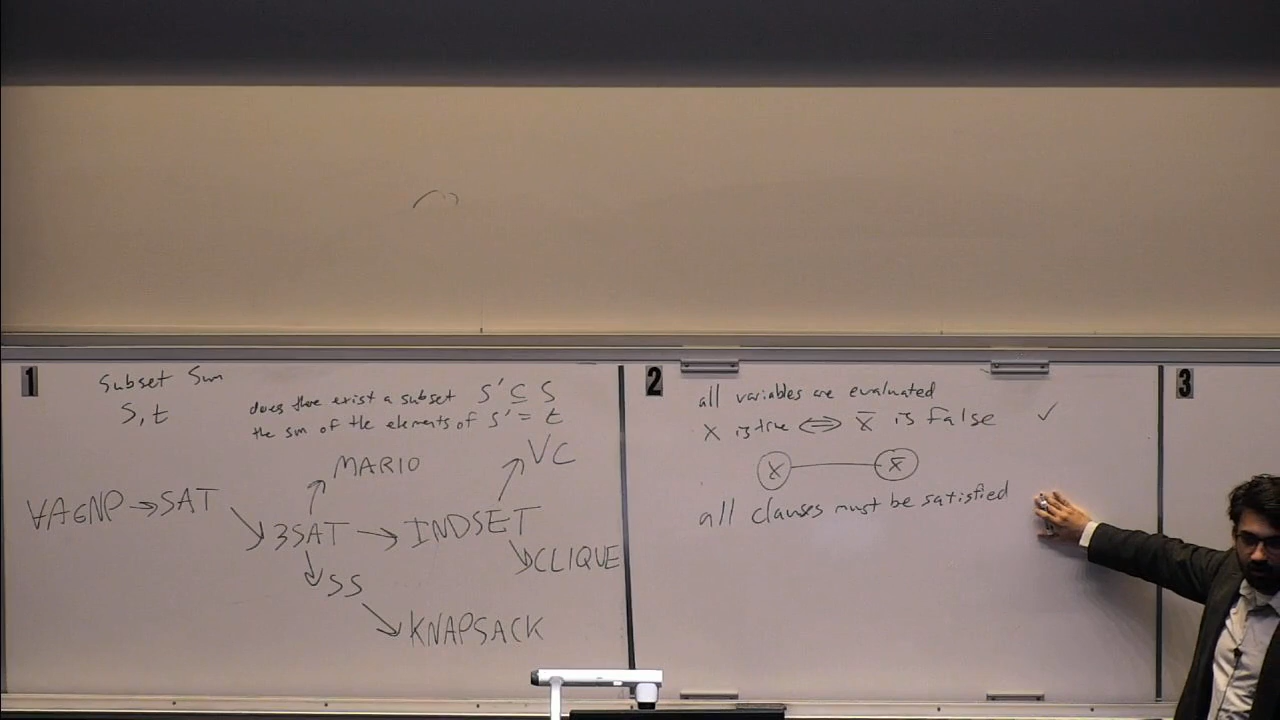 1
Subset Sum
S, t
does there exist a subset S' ⊆ S
the sum of the elements of S' = t
MARIO
VC
∀A∈NP → SAT
3SAT → INDSET
CLIQUE
SS
KNAPSACK
2
all variables are evaluated
X is true ⟺ X̄ is False ✓
X X̄
all clauses must be satisfied
3